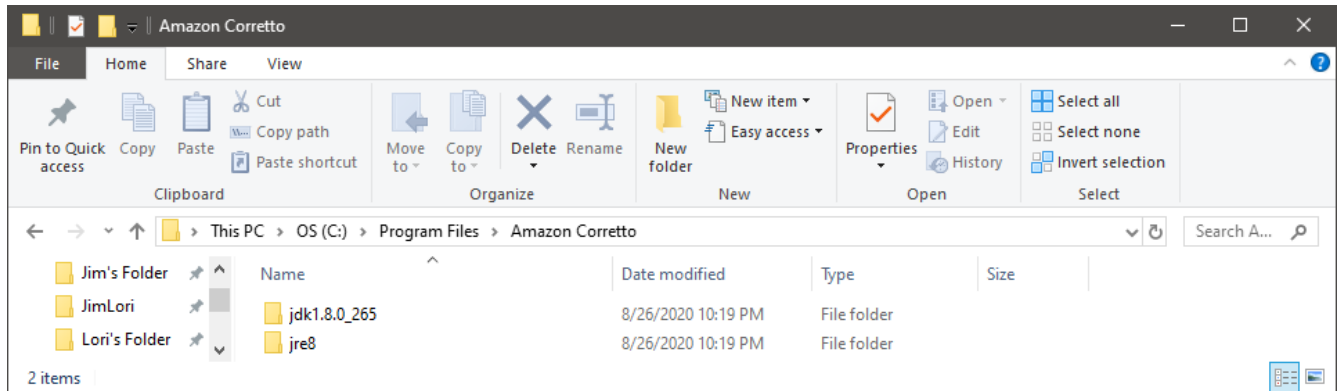 Amazon Corretto
File Home Share View
Pin to Quick access
Copy
Paste
Cut
Copy path
Paste shortcut
Clipboard
Move to
Copy to
Delete
Rename
Organize
New folder
New item
Easy access
New
Properties
Open
Edit
History
Open
Select all
Select none
Invert selection
Select
This PC > OS (C:) > Program Files > Amazon Corretto
Search A...
Jim's Folder
JimLori
Lori's Folder
Name Date modified Type Size
jdk1.8.0_265 8/26/2020 10:19 PM File folder
jre8 8/26/2020 10:19 PM File folder
2 items